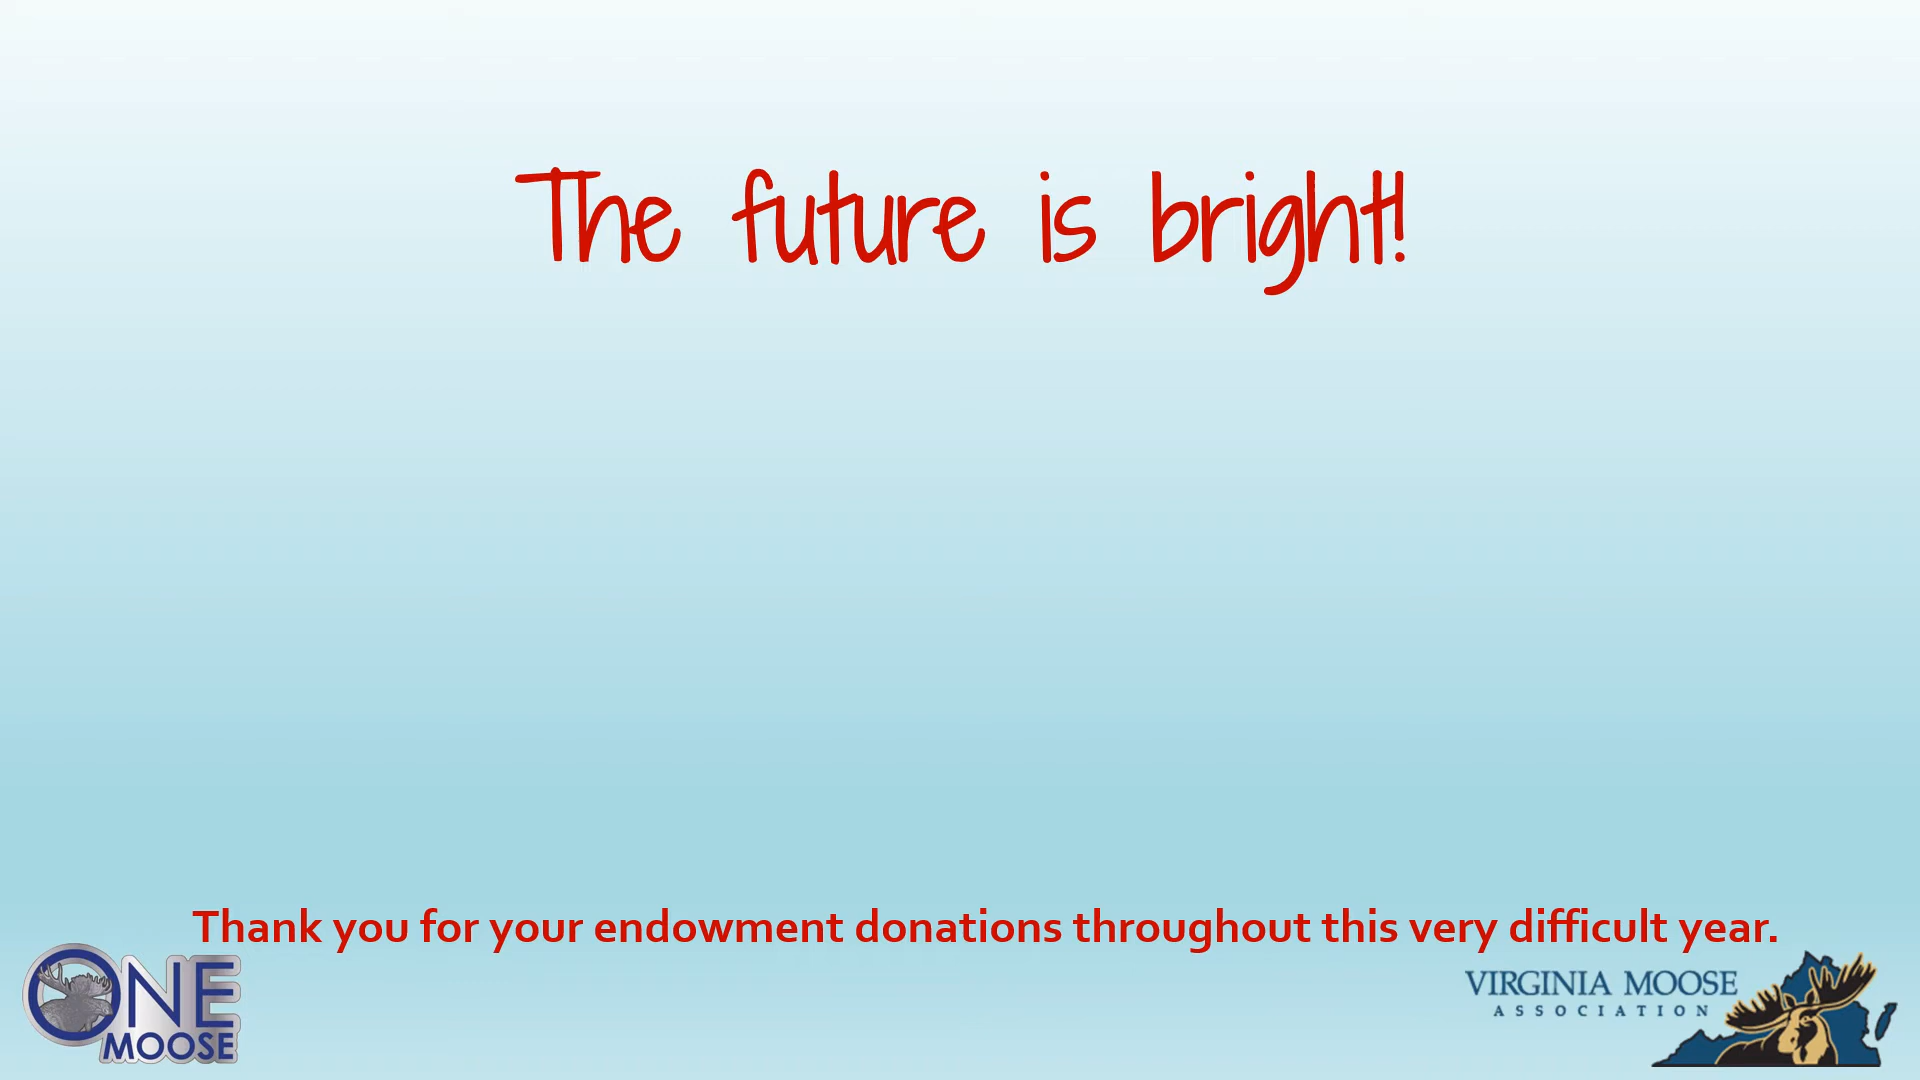 The future is bright!
Thank you for your endowment donations throughout this very difficult year.
ONE
MOOSE
VIRGINIA MOOSE
ASSOCIATION